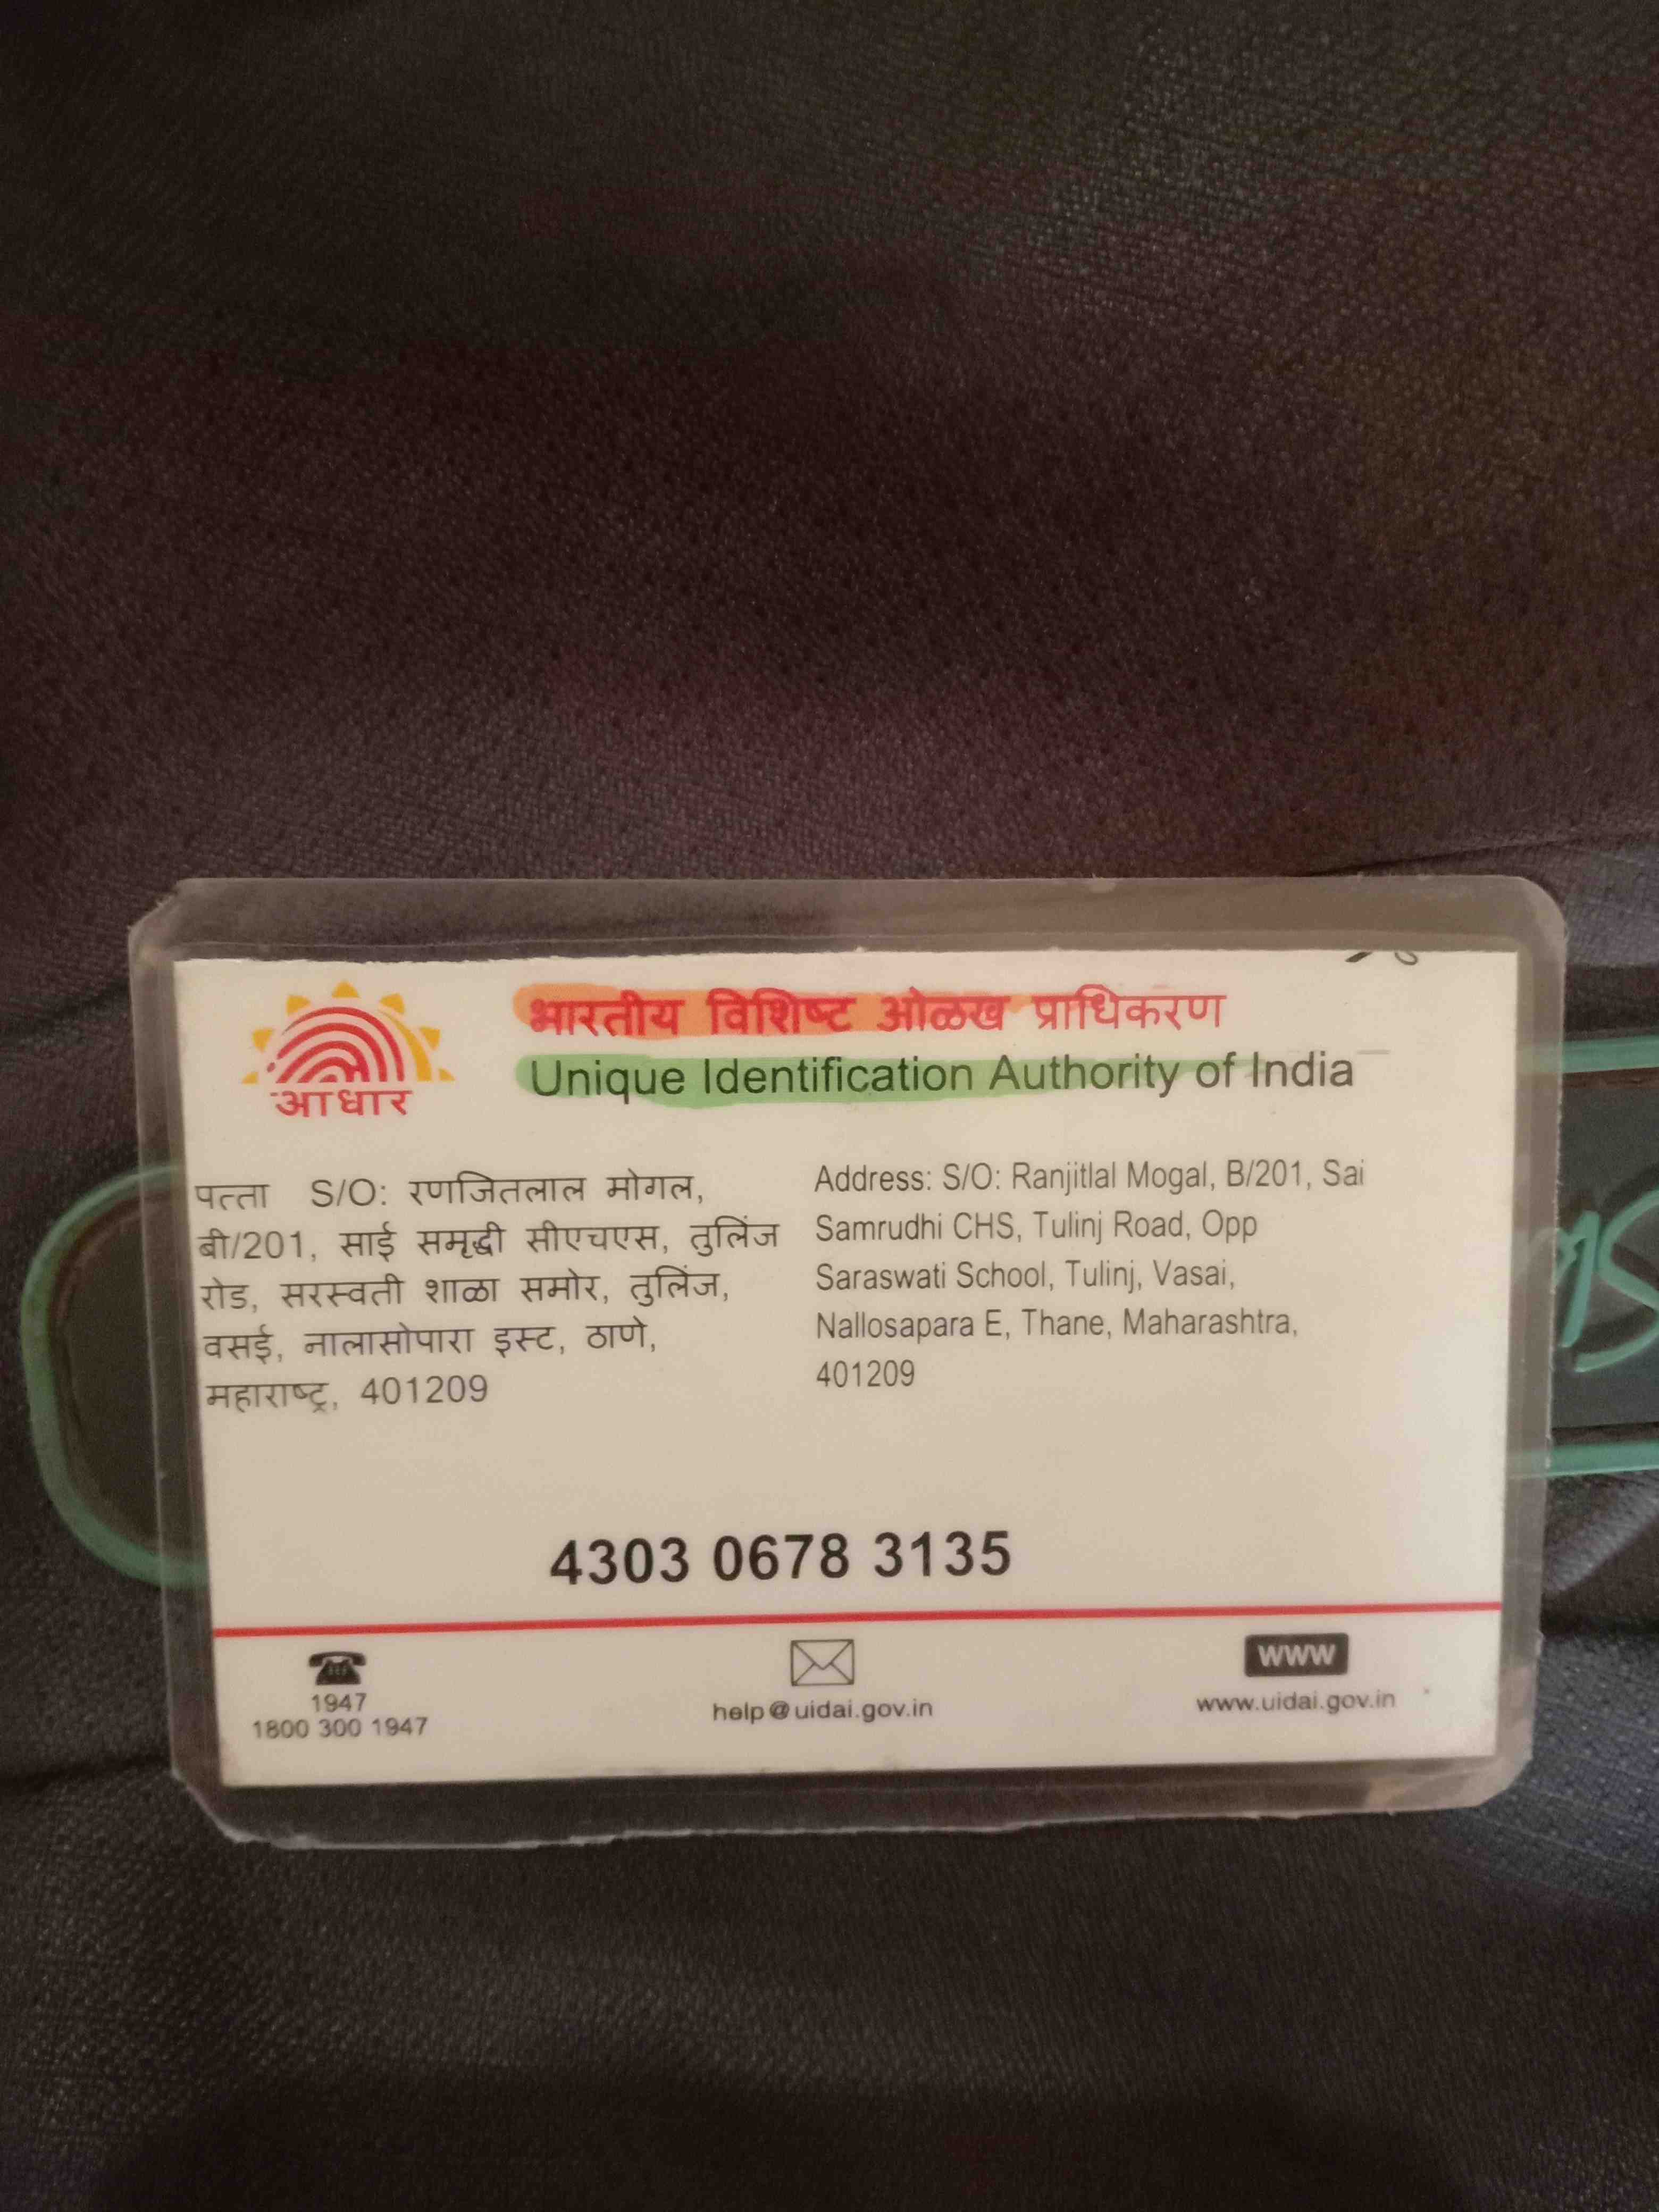 भारतीय विशिष्ट ओळख प्राधिकरण
Unique Identification Authority of India
आधार
पत्ता S/O: रणजितलाल मोगल,
बी/201, साई समृद्धी सीएचएस, तुलिंज
रोड, सरस्वती शाळा समोर, तुलिंज,
वसई, नालासोपारा इस्ट, ठाणे,
महाराष्ट्र, 401209
Address: S/O: Ranjitlal Mogal, B/201, Sai
Samrudhi CHS, Tulinj Road, Opp
Saraswati School, Tulinj, Vasai,
Nallosapara E, Thane, Maharashtra,
401209
4303 0678 3135
1947
1800 300 1947
help@uidai.gov.in
www
www.uidai.gov.in